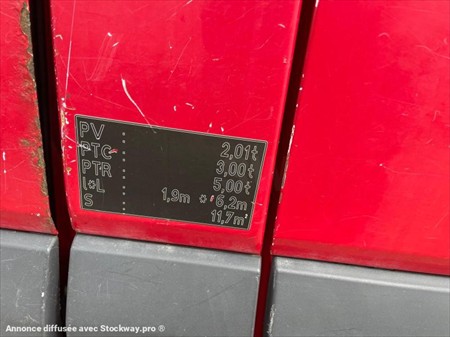 PV : 2,01t
PTC : 3,00t
PTR : 5,00t
l*L : 1,9m * 6,2m
S : 11,7m²
Annonce diffusée avec Stockway.pro ®